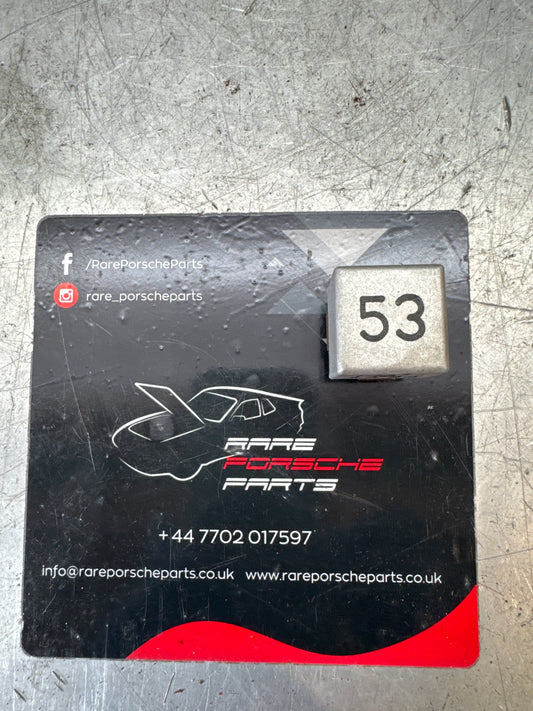 /RarePorscheParts
rare_porscheparts
53
RARE
PORSCHE
PARTS
+44 7702 017597
info@rareporscheparts.co.uk www.rareporscheparts.co.uk